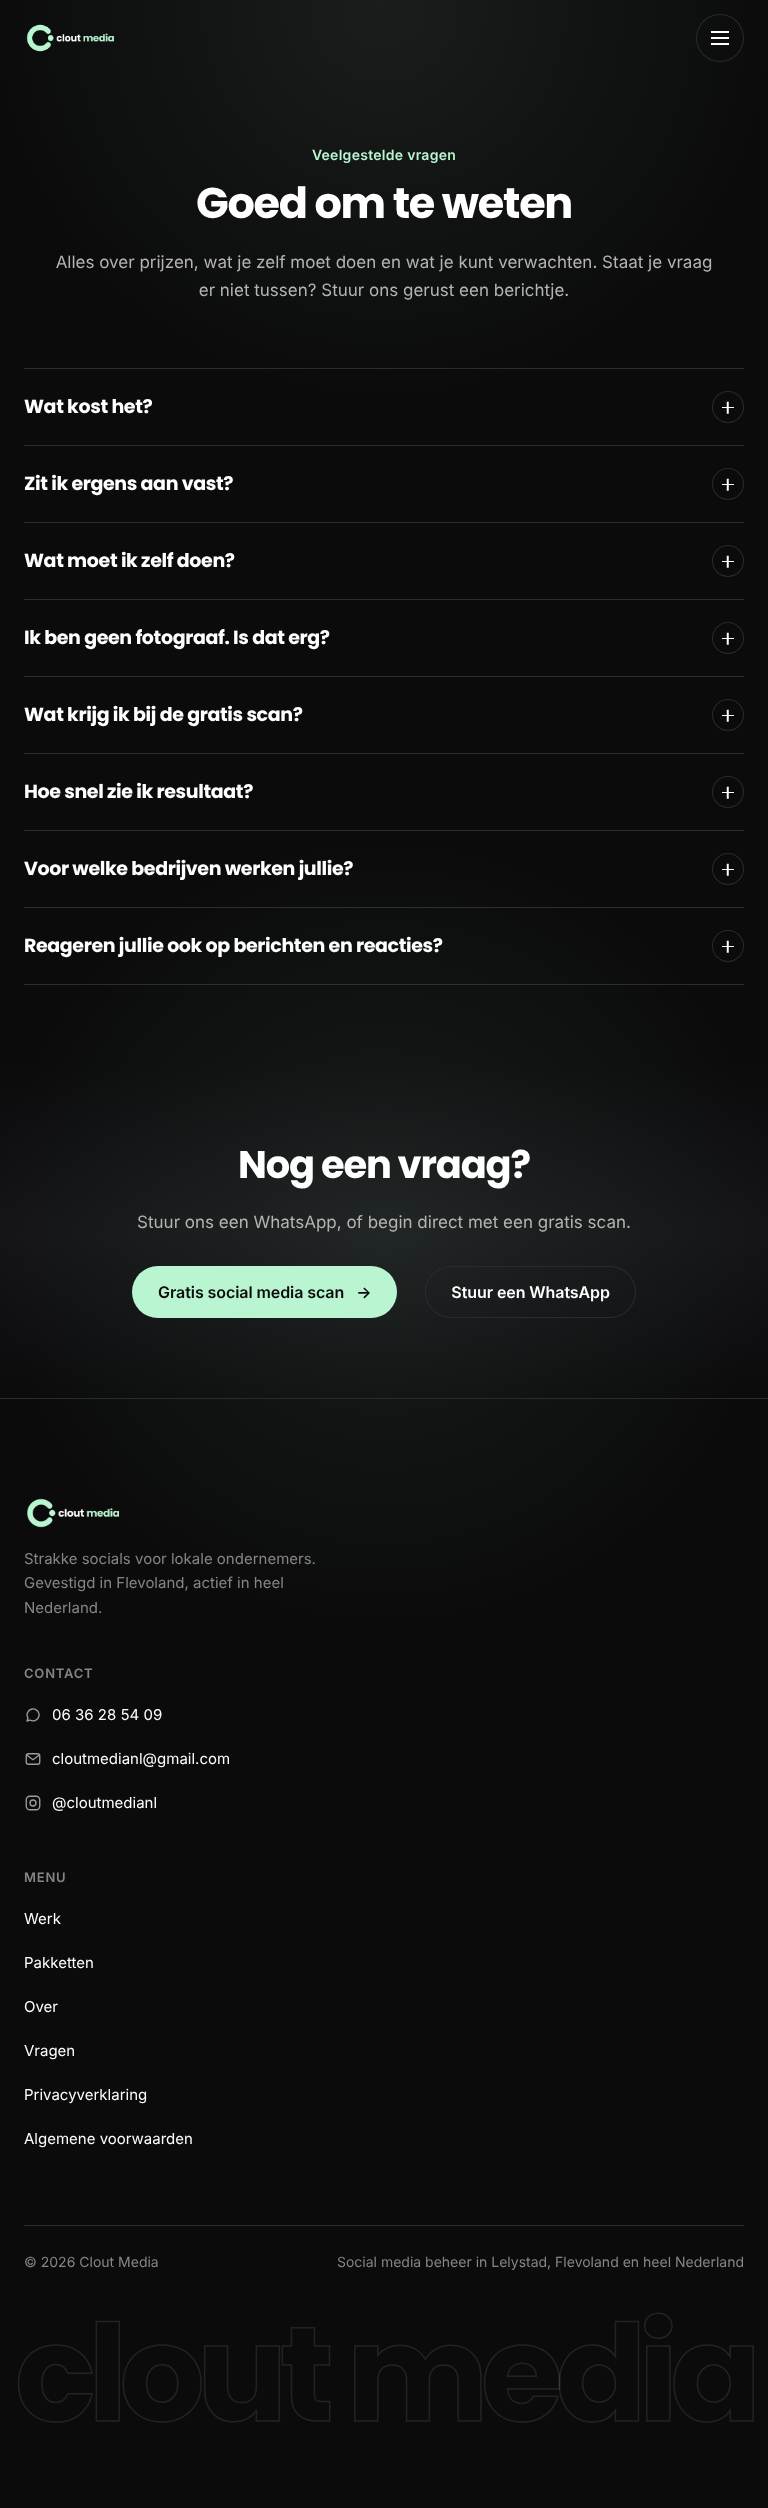 clout media
Veelgestelde vragen
Goed om te weten
Alles over prijzen, wat je zelf moet doen en wat je kunt verwachten. Staat je vraag
er niet tussen? Stuur ons gerust een berichtje.
Wat kost het?
Zit ik ergens aan vast?
Wat moet ik zelf doen?
Ik ben geen fotograaf. Is dat erg?
Wat krijg ik bij de gratis scan?
Hoe snel zie ik resultaat?
Voor welke bedrijven werken jullie?
Reageren jullie ook op berichten en reacties?
Nog een vraag?
Stuur ons een WhatsApp, of begin direct met een gratis scan.
Gratis social media scan →
Stuur een WhatsApp
clout media
Strakke socials voor lokale ondernemers.
Gevestigd in Flevoland, actief in heel
Nederland.
CONTACT
06 36 28 54 09
cloutmedianl@gmail.com
@cloutmedianl
MENU
Werk
Pakketten
Over
Vragen
Privacyverklaring
Algemene voorwaarden
© 2026 Clout Media
Social media beheer in Lelystad, Flevoland en heel Nederland
clout media